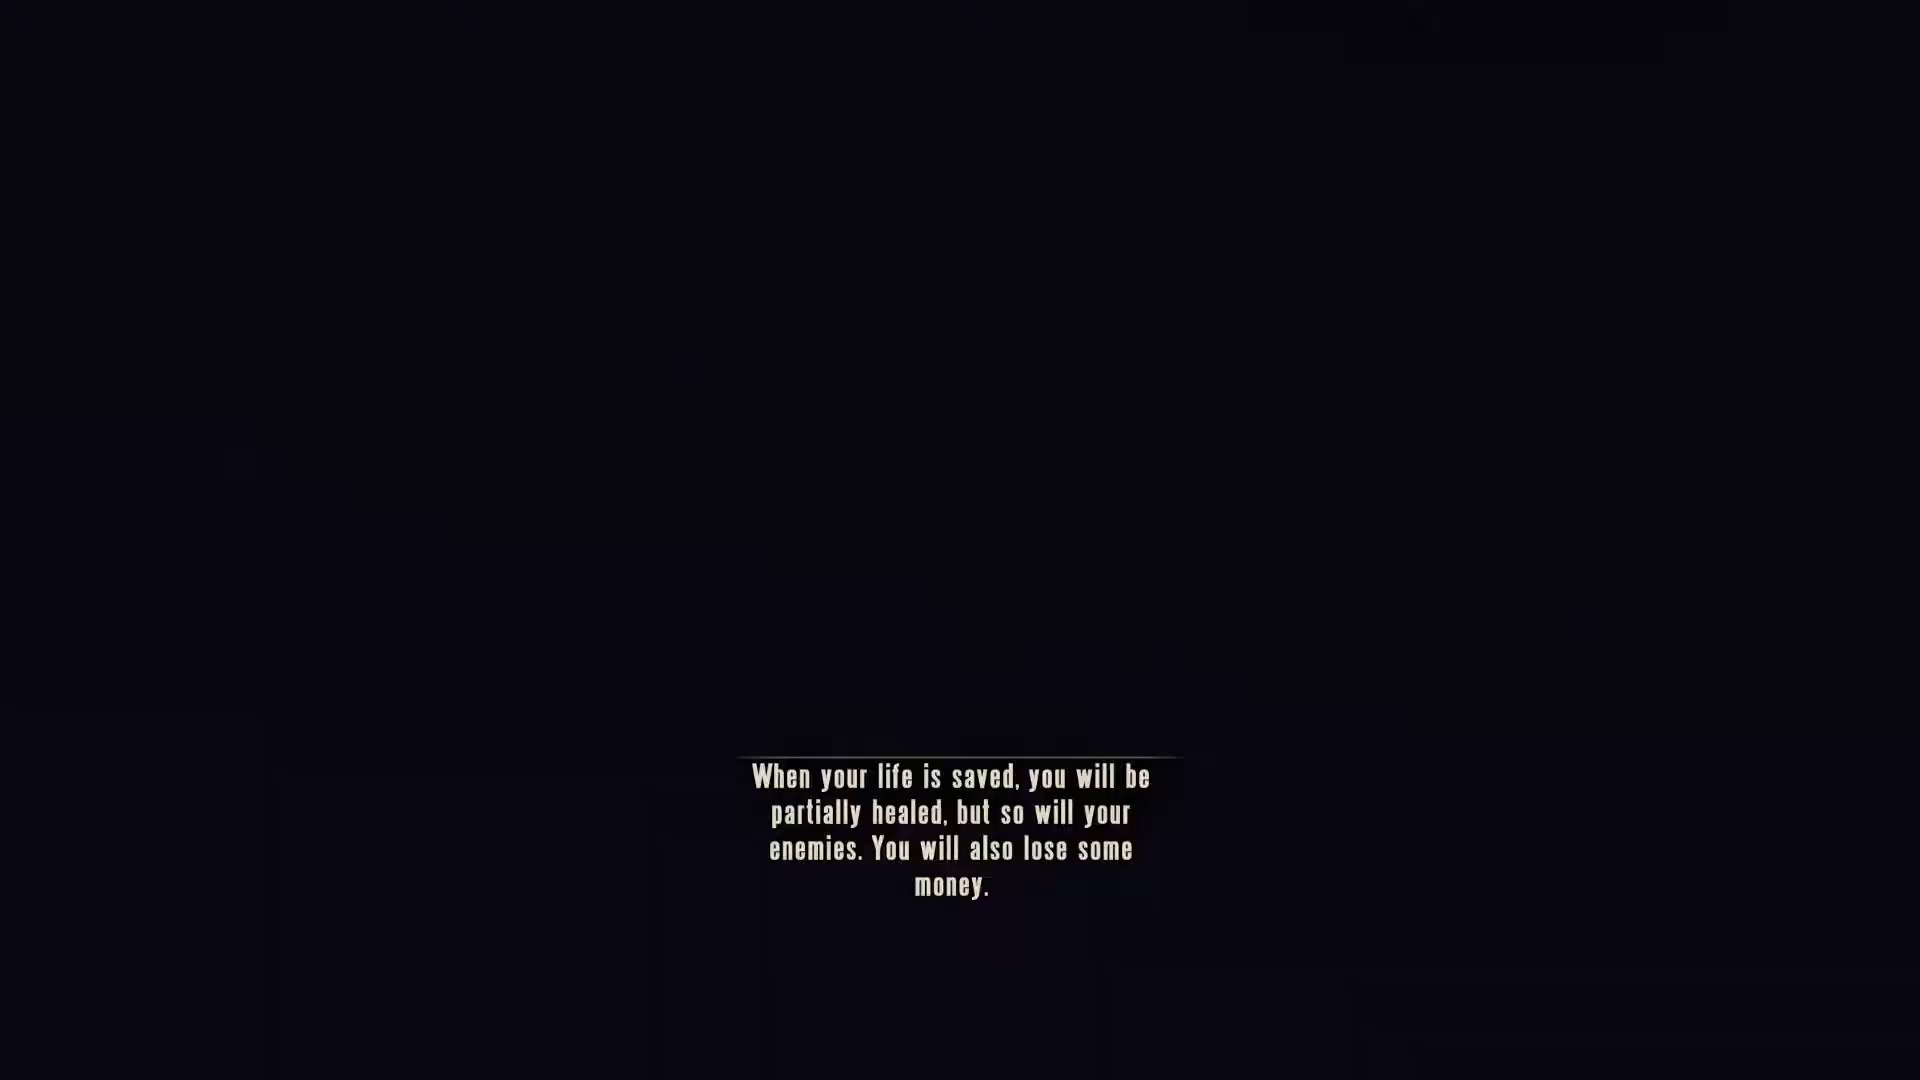 When your life is saved, you will be
partially healed, but so will your
enemies. You will also lose some
money.